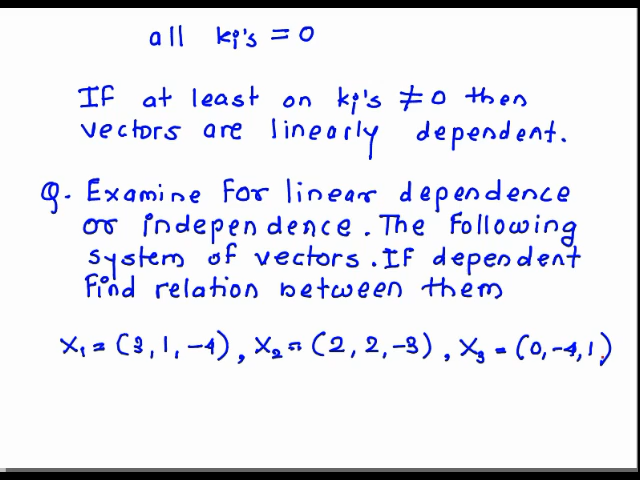 all ki's = 0
If at least on ki's ≠ 0 then
vectors are linearly dependent.
Q. Examine for linear dependence
or independence. The following
system of vectors. If dependent
find relation between them
X₁ = (3, 1, -4), X₂ = (2, 2, -3), X₃ = (0, -4, 1)